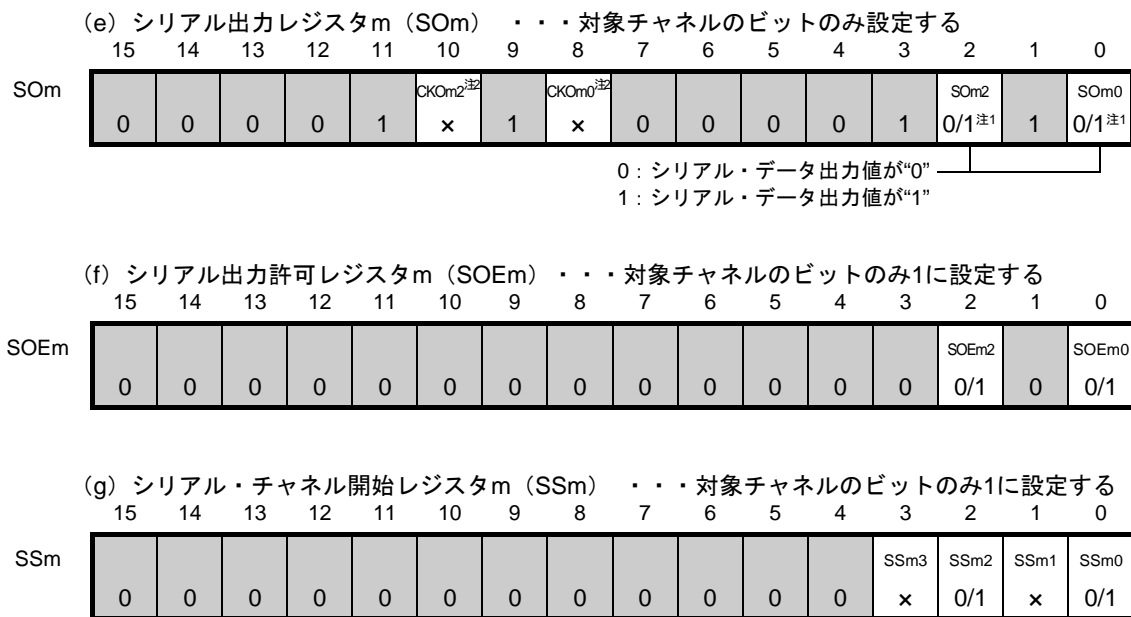 (e) シリアル出力レジスタm（SOm） ・・・対象チャネルのビットのみ設定する
15 14 13 12 11 10 9 8 7 6 5 4 3 2 1 0
SOm
CKOm2注2 CKOm0注2 SOm2 SOm0
0 0 0 0 1 × 1 × 0 0 0 0 1 0/1注1 1 0/1注1
0：シリアル・データ出力値が“0”
1：シリアル・データ出力値が“1”
(f) シリアル出力許可レジスタm（SOEm）・・・対象チャネルのビットのみ1に設定する
15 14 13 12 11 10 9 8 7 6 5 4 3 2 1 0
SOEm
SOEm2 SOEm0
0 0 0 0 0 0 0 0 0 0 0 0 0 0/1 0 0/1
(g) シリアル・チャネル開始レジスタm（SSm） ・・・対象チャネルのビットのみ1に設定する
15 14 13 12 11 10 9 8 7 6 5 4 3 2 1 0
SSm
SSm3 SSm2 SSm1 SSm0
0 0 0 0 0 0 0 0 0 0 0 0 × 0/1 × 0/1